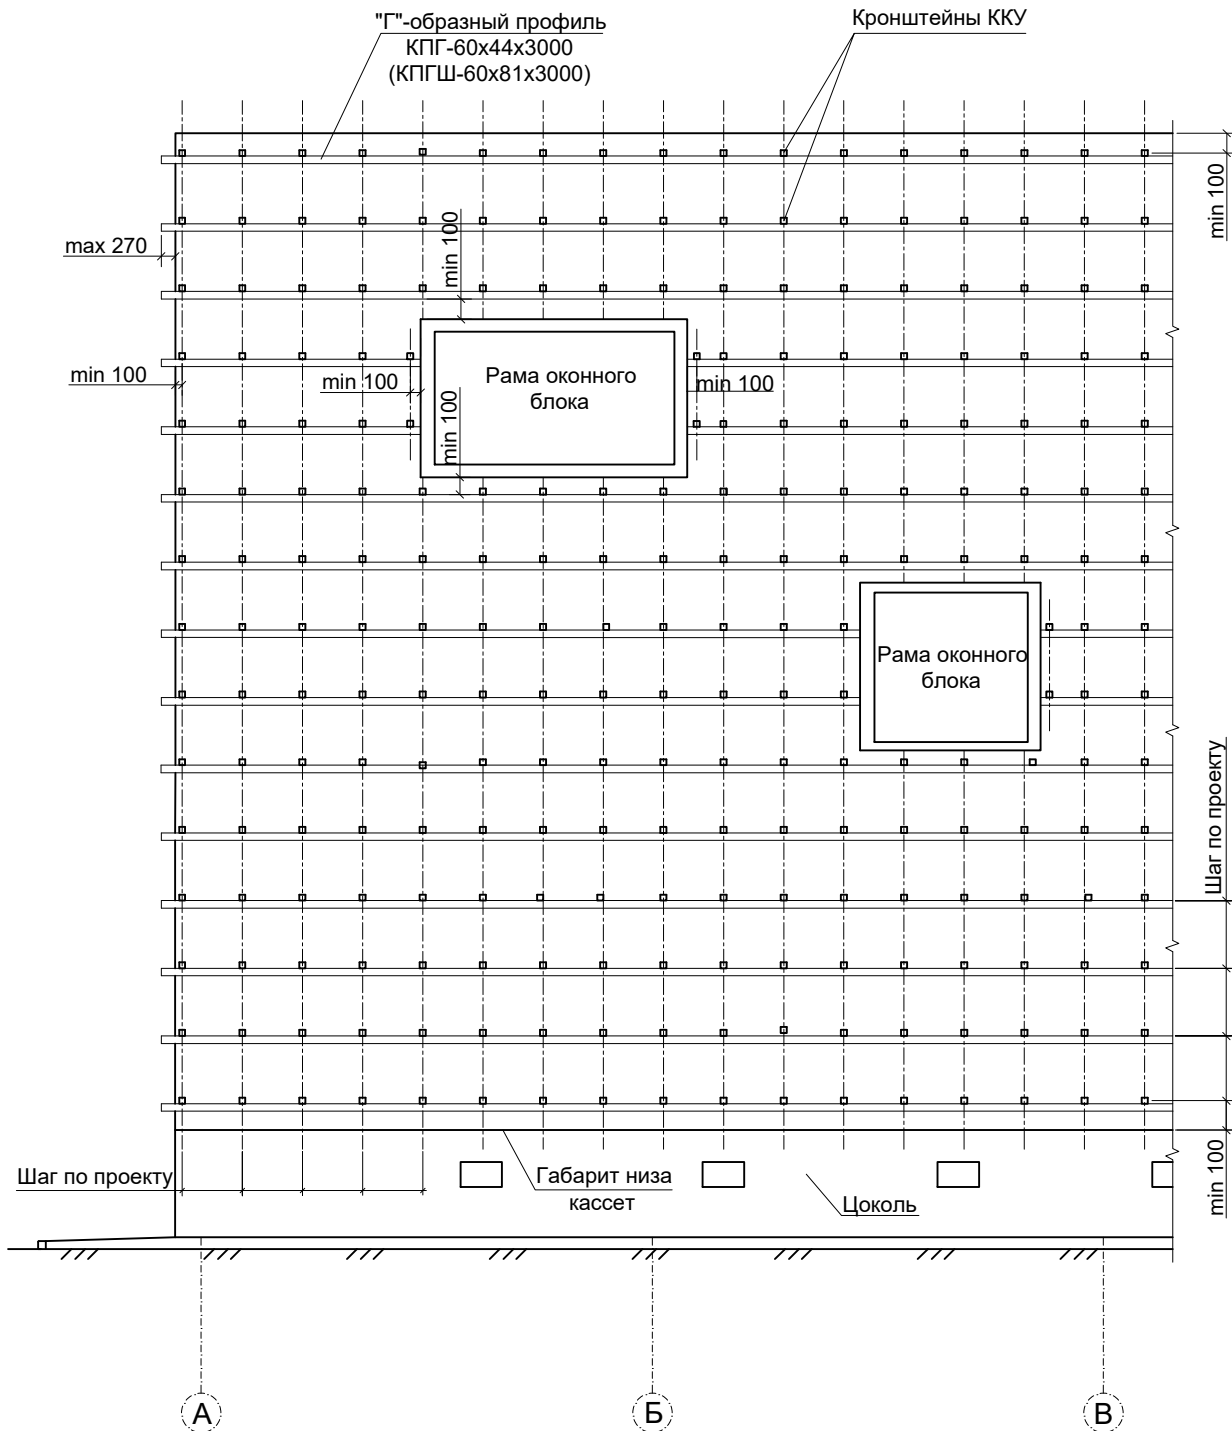 "Г"-образный профиль
КПГ-60х44х3000
(КПГШ-60х81х3000)
Кронштейны ККУ
min 100
max 270
min 100
min 100
min 100
Рама оконного
блока
min 100
min 100
Рама оконного
блока
Шаг по проекту
Шаг по проекту
Габарит низа
кассет
Цоколь
min 100
А
Б
В